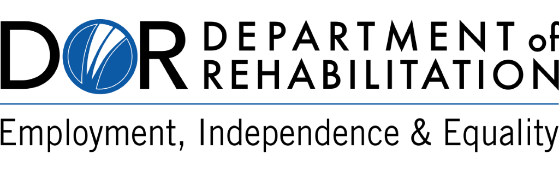 DOR DEPARTMENT of
REHABILITATION
Employment, Independence & Equality